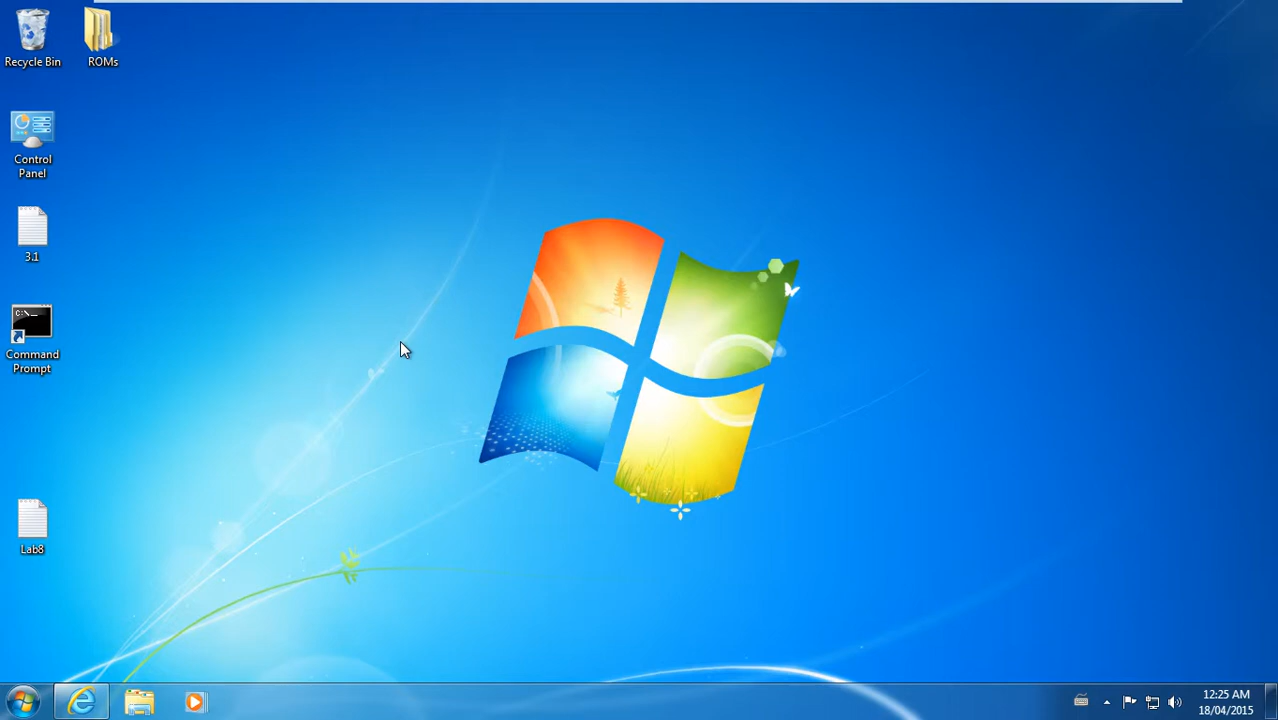 Recycle Bin
ROMs
Control
Panel
3.1
C:\._
Command
Prompt
Lab8
12:25 AM
18/04/2015